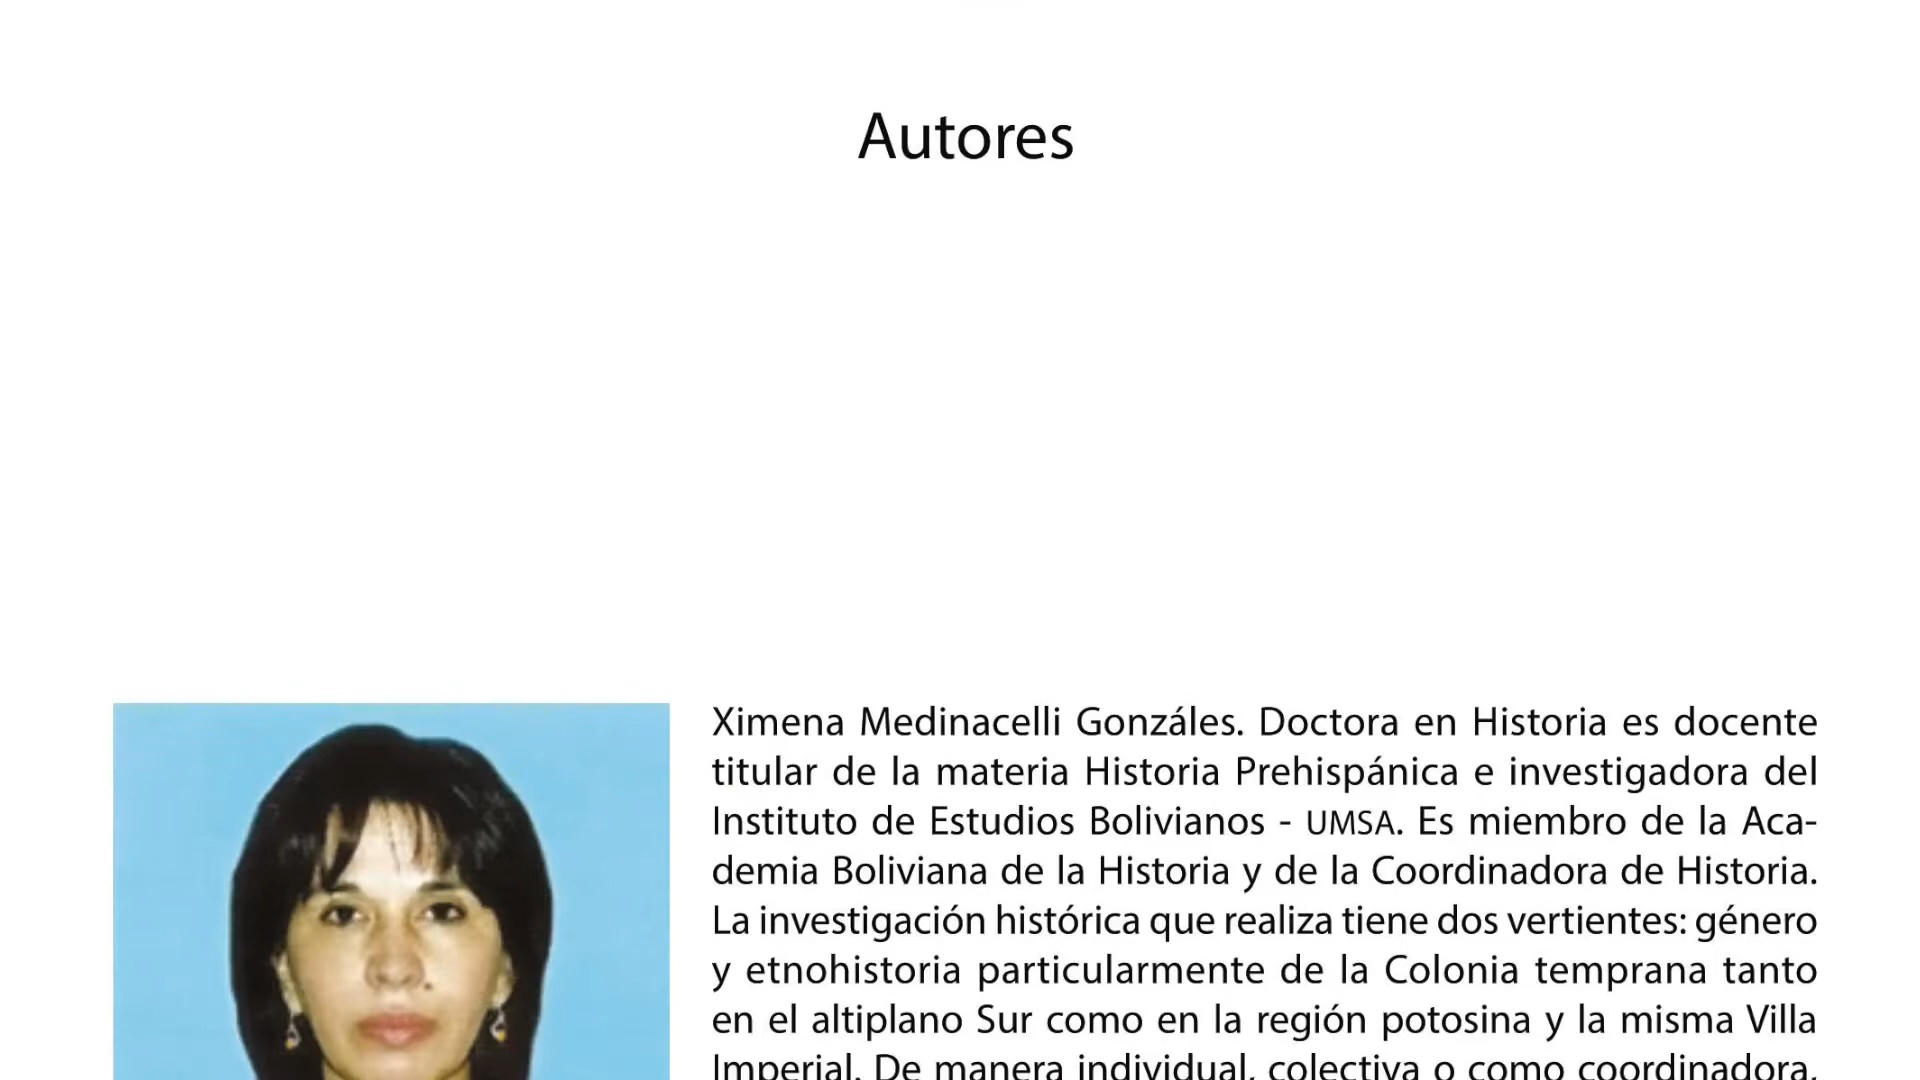 Autores
Ximena Medinacelli Gonzáles. Doctora en Historia es docente
titular de la materia Historia Prehispánica e investigadora del
Instituto de Estudios Bolivianos - UMSA. Es miembro de la Aca-
demia Boliviana de la Historia y de la Coordinadora de Historia.
La investigación histórica que realiza tiene dos vertientes: género
y etnohistoria particularmente de la Colonia temprana tanto
en el altiplano Sur como en la región potosina y la misma Villa
Imperial. De manera individual, colectiva o como coordinadora,